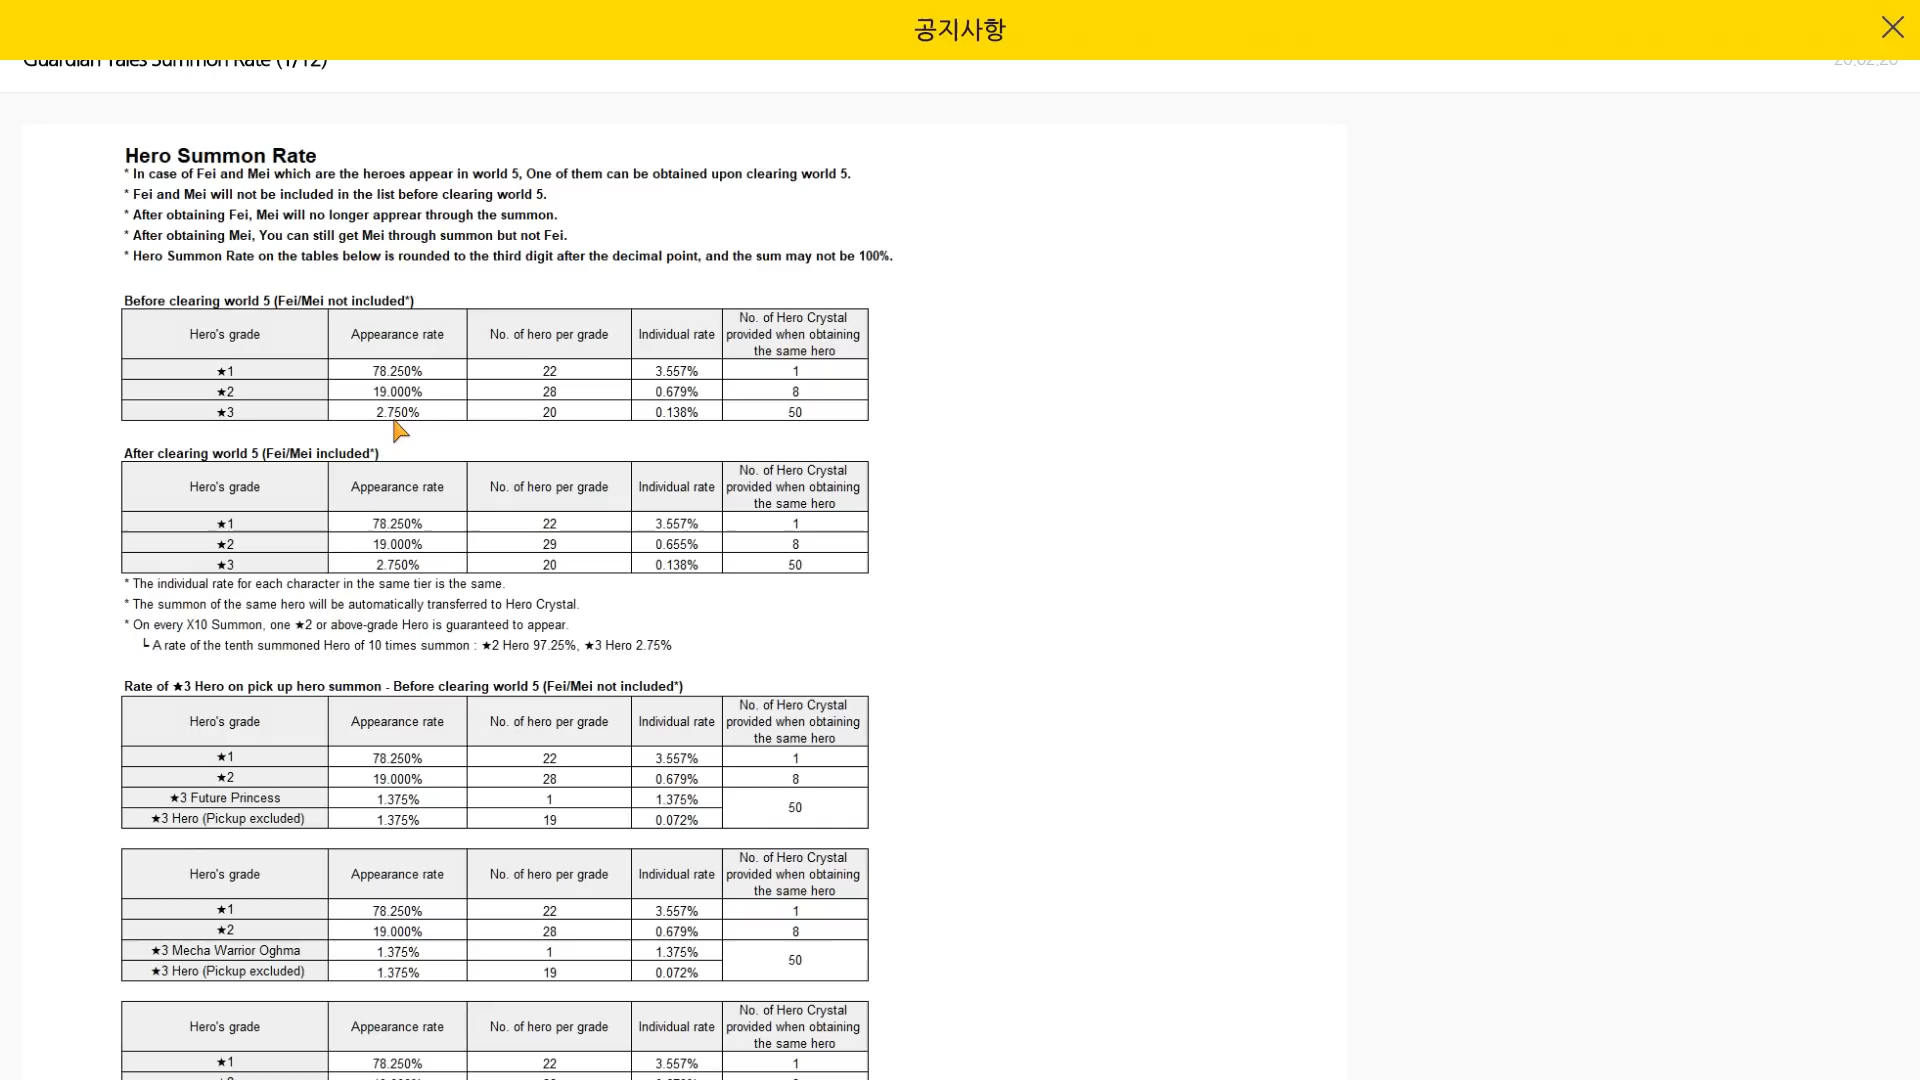 공지사항
Guardian Tales Summon Rate (1/12)
Hero Summon Rate
* In case of Fei and Mei which are the heroes appear in world 5, One of them can be obtained upon clearing world 5.
* Fei and Mei will not be included in the list before clearing world 5.
* After obtaining Fei, Mei will no longer apprear through the summon.
* After obtaining Mei, You can still get Mei through summon but not Fei.
* Hero Summon Rate on the tables below is rounded to the third digit after the decimal point, and the sum may not be 100%.
Before clearing world 5 (Fei/Mei not included*)
Hero's grade Appearance rate No. of hero per grade Individual rate No. of Hero Crystal provided when obtaining the same hero
★1 78.250% 22 3.557% 1
★2 19.000% 28 0.679% 8
★3 2.750% 20 0.138% 50
After clearing world 5 (Fei/Mei included*)
Hero's grade Appearance rate No. of hero per grade Individual rate No. of Hero Crystal provided when obtaining the same hero
★1 78.250% 22 3.557% 1
★2 19.000% 29 0.655% 8
★3 2.750% 20 0.138% 50
* The individual rate for each character in the same tier is the same.
* The summon of the same hero will be automatically transferred to Hero Crystal.
* On every X10 Summon, one ★2 or above-grade Hero is guaranteed to appear.
┗ A rate of the tenth summoned Hero of 10 times summon : ★2 Hero 97.25%, ★3 Hero 2.75%
Rate of ★3 Hero on pick up hero summon - Before clearing world 5 (Fei/Mei not included*)
Hero's grade Appearance rate No. of hero per grade Individual rate No. of Hero Crystal provided when obtaining the same hero
★1 78.250% 22 3.557% 1
★2 19.000% 28 0.679% 8
★3 Future Princess 1.375% 1 1.375% 50
★3 Hero (Pickup excluded) 1.375% 19 0.072%
Hero's grade Appearance rate No. of hero per grade Individual rate No. of Hero Crystal provided when obtaining the same hero
★1 78.250% 22 3.557% 1
★2 19.000% 28 0.679% 8
★3 Mecha Warrior Oghma 1.375% 1 1.375% 50
★3 Hero (Pickup excluded) 1.375% 19 0.072%
Hero's grade Appearance rate No. of hero per grade Individual rate No. of Hero Crystal provided when obtaining the same hero
★1 78.250% 22 3.557% 1